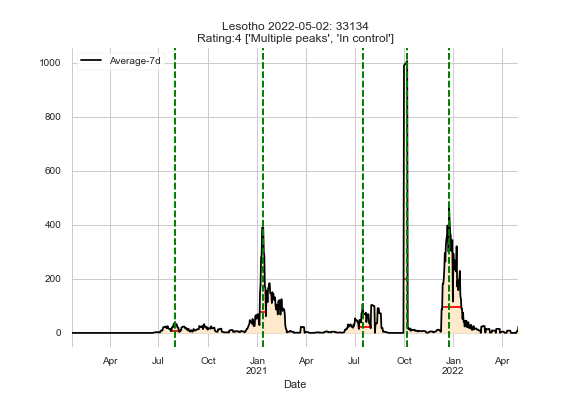 Lesotho 2022-05-02: 33134
Rating:4 ['Multiple peaks', 'In control']
Average-7d
1000
800
600
400
200
0
Apr Jul Oct Jan Apr Jul Oct Jan Apr
2021 2022
Date